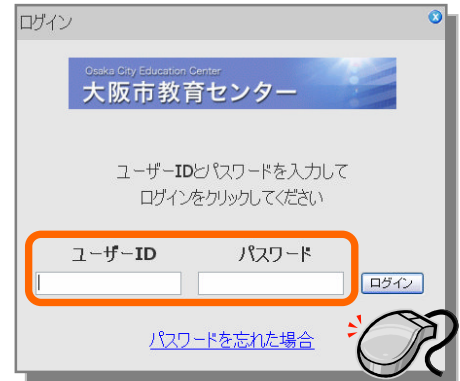 ログイン
Osaka City Education Center
大阪市教育センター
ユーザーIDとパスワードを入力して
ログインをクリックしてください
ユーザーID パスワード
ログイン
パスワードを忘れた場合